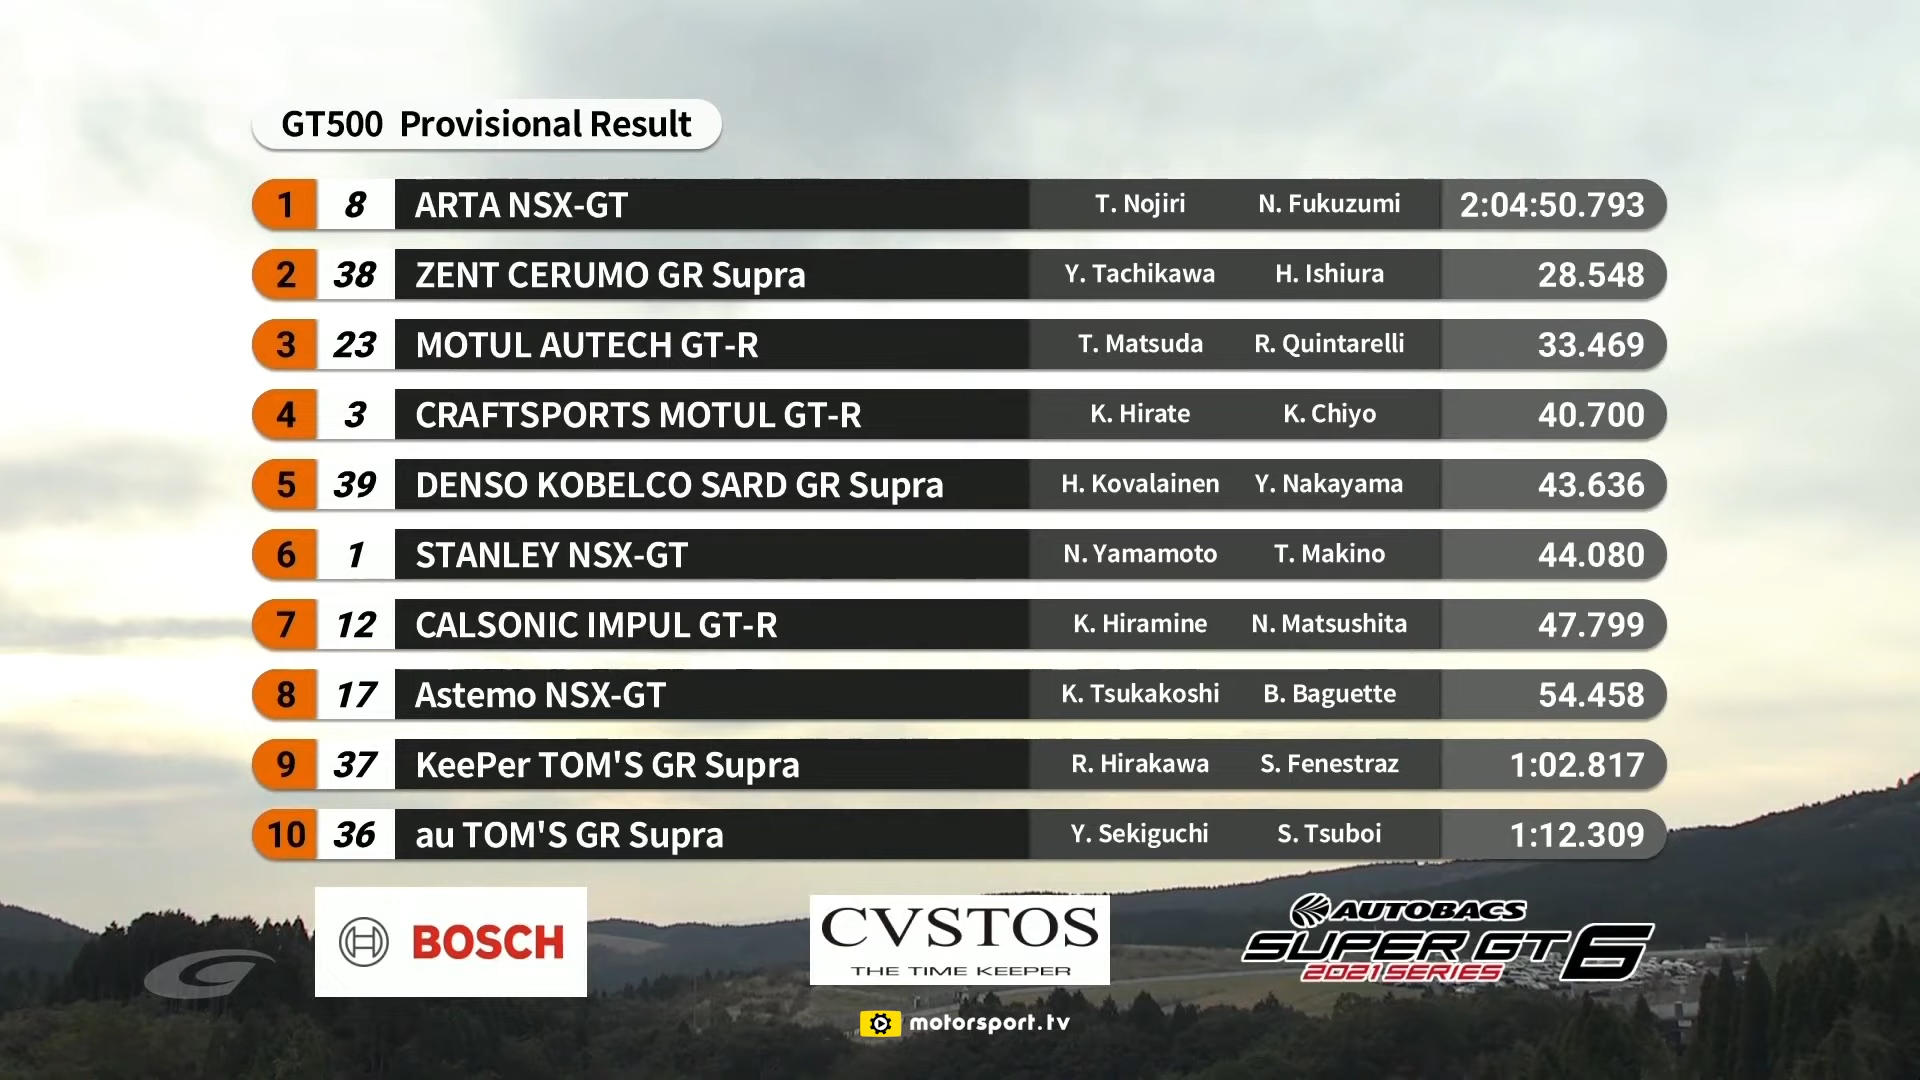 GT500 Provisional Result
1 8 ARTA NSX-GT T. Nojiri N. Fukuzumi 2:04:50.793
2 38 ZENT CERUMO GR Supra Y. Tachikawa H. Ishiura 28.548
3 23 MOTUL AUTECH GT-R T. Matsuda R. Quintarelli 33.469
4 3 CRAFTSPORTS MOTUL GT-R K. Hirate K. Chiyo 40.700
5 39 DENSO KOBELCO SARD GR Supra H. Kovalainen Y. Nakayama 43.636
6 1 STANLEY NSX-GT N. Yamamoto T. Makino 44.080
7 12 CALSONIC IMPUL GT-R K. Hiramine N. Matsushita 47.799
8 17 Astemo NSX-GT K. Tsukakoshi B. Baguette 54.458
9 37 KeePer TOM'S GR Supra R. Hirakawa S. Fenestraz 1:02.817
10 36 au TOM'S GR Supra Y. Sekiguchi S. Tsuboi 1:12.309
BOSCH
CVSTOS
THE TIME KEEPER
AUTOBACS
SUPER GT 6
2021 SERIES
motorsport.tv